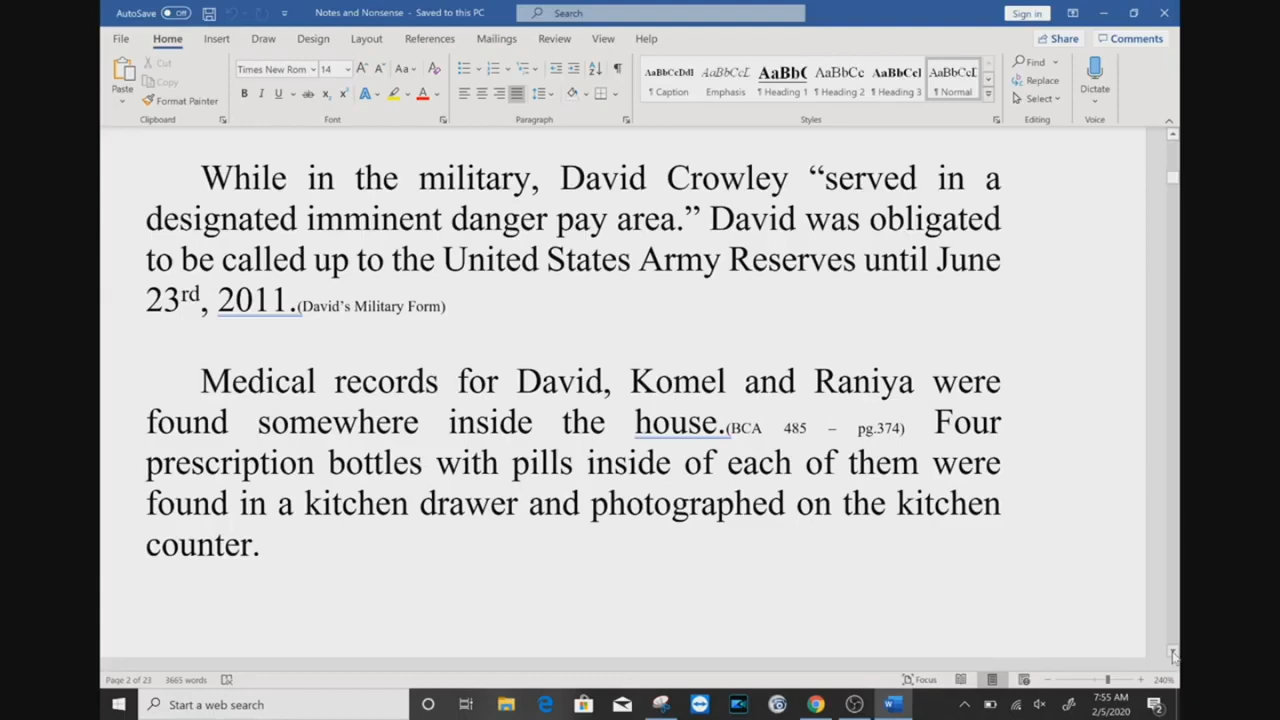 AutoSave Off Notes and Nonsense - Saved to this PC Search Sign in
File Home Insert Draw Design Layout References Mailings Review View Help Share Comments
Paste Cut Copy Format Painter
Times New Rom 14
AaBbCcDdI AaBbCcL AaBb( AaBbCc AaBbCcI AaBbCcL
¶ Caption Emphasis ¶ Heading 1 ¶ Heading 2 ¶ Heading 3 ¶ Normal
Find Replace Select Dictate
Clipboard Font Paragraph Styles Editing Voice
While in the military, David Crowley “served in a
designated imminent danger pay area.” David was obligated
to be called up to the United States Army Reserves until June
23rd, 2011.(David’s Military Form)
Medical records for David, Komel and Raniya were
found somewhere inside the house.(BCA 485 – pg.374) Four
prescription bottles with pills inside of each of them were
found in a kitchen drawer and photographed on the kitchen
counter.
Page 2 of 23 3665 words Focus 240%
Start a web search 7:55 AM
2/5/2020 2